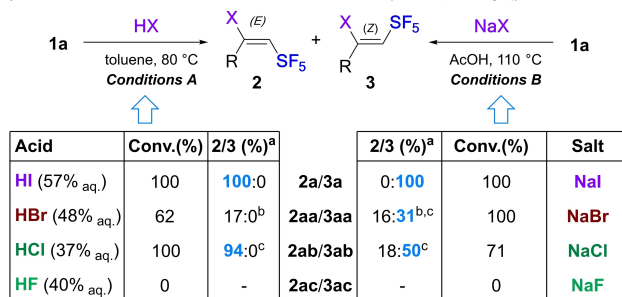 HX
NaX
1a
toluene, 80 °C
Conditions A
X
(E)
R
SF5
2
+
X
(Z)
SF5
R
3
AcOH, 110 °C
Conditions B
1a
Acid Conv.(%) 2/3 (%)a 2/3 (%)a Conv.(%) Salt
HI (57% aq.) 100 100:0 2a/3a 0:100 100 NaI
HBr (48% aq.) 62 17:0b 2aa/3aa 16:31b,c 100 NaBr
HCl (37% aq.) 100 94:0c 2ab/3ab 18:50c 71 NaCl
HF (40% aq.) 0 - 2ac/3ac - 0 NaF